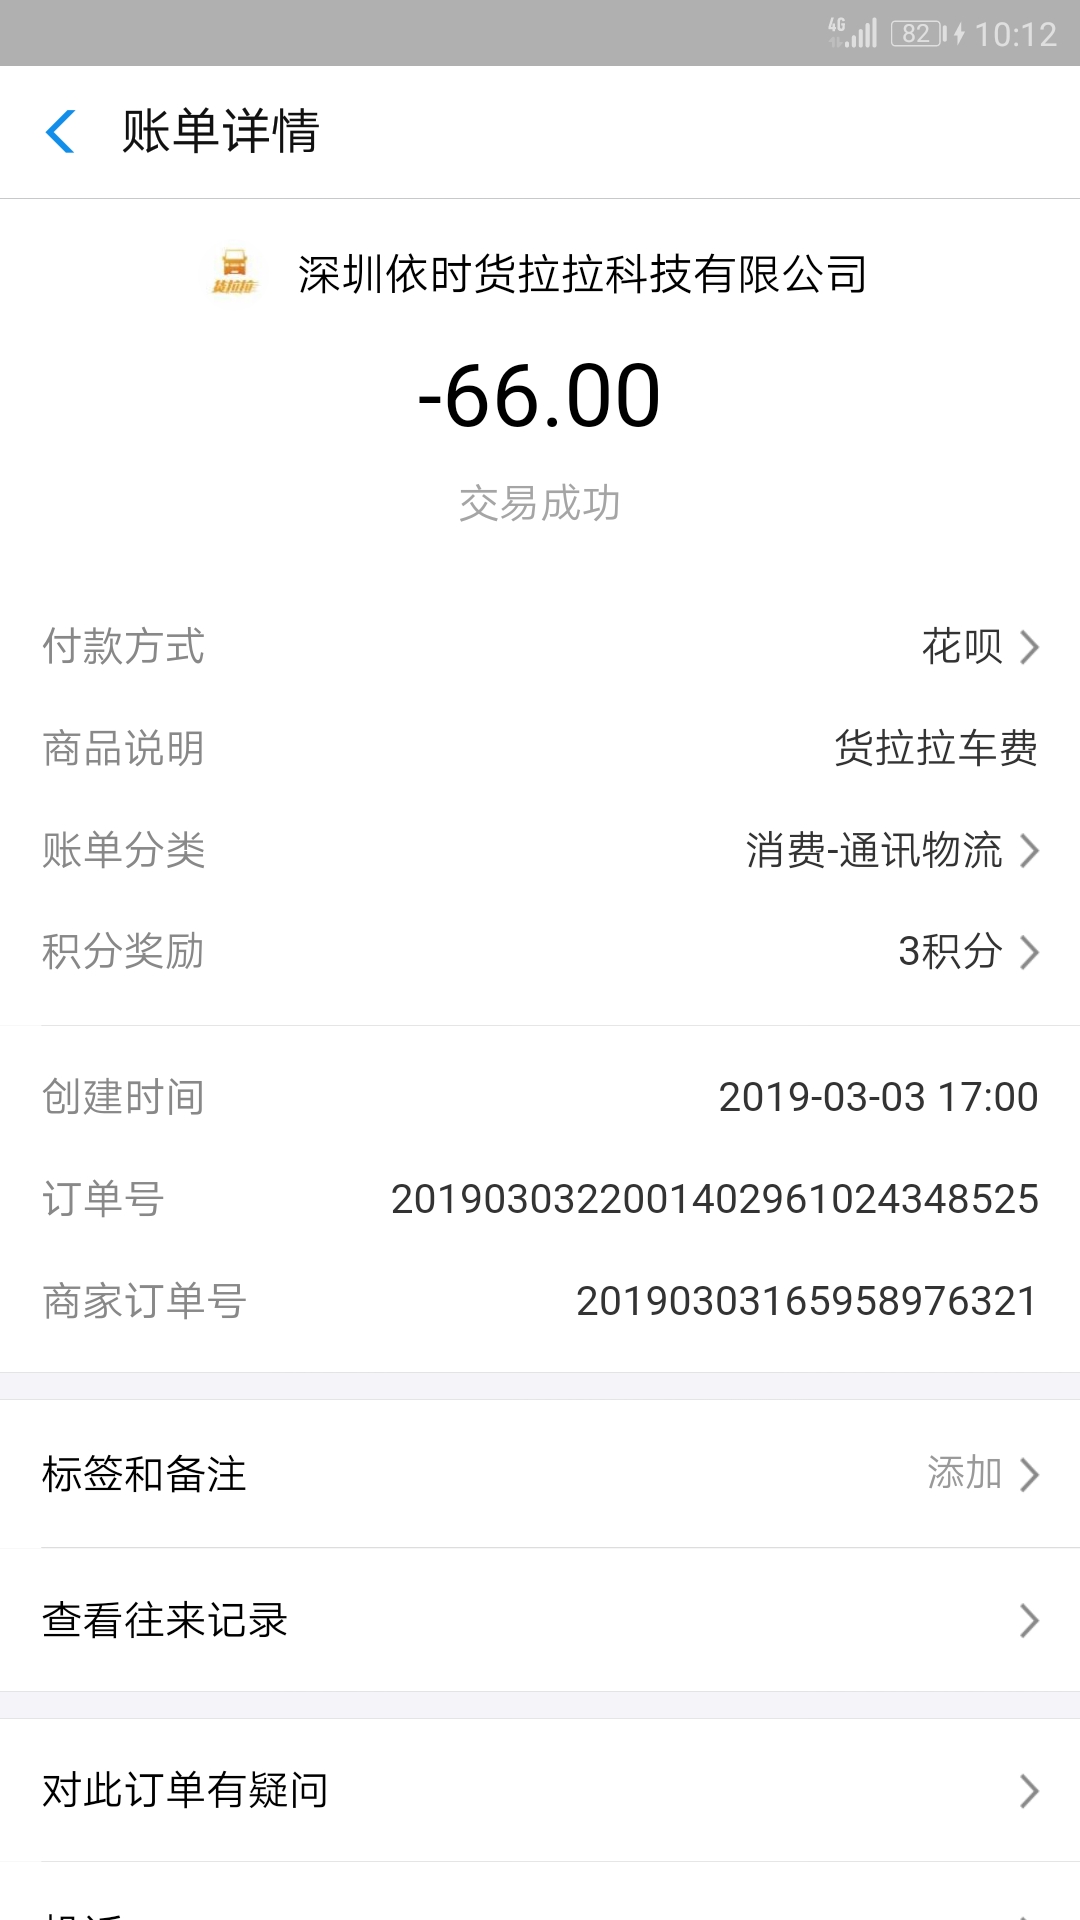 4G 82 10:12
账单详情
货拉拉 深圳依时货拉拉科技有限公司
-66.00
交易成功
付款方式 花呗
商品说明 货拉拉车费
账单分类 消费-通讯物流
积分奖励 3积分
创建时间 2019-03-03 17:00
订单号 2019030322001402961024348525
商家订单号 20190303165958976321
标签和备注 添加
查看往来记录
对此订单有疑问